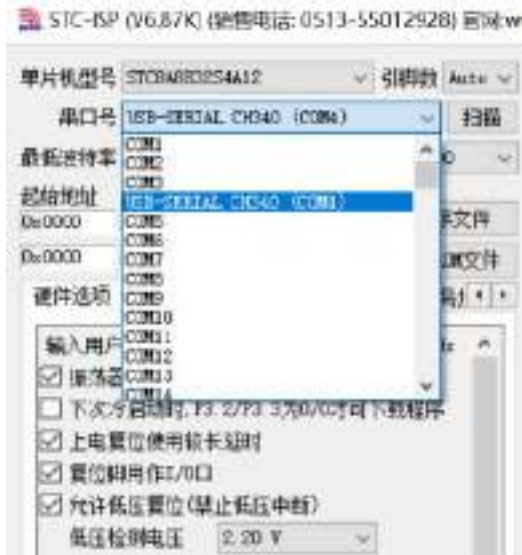 STC-ISP (V6.87K) (销售电话: 0513-55012928) 官网:w
单片机型号 STC8A8K32S4A12 引脚数 Auto
串口号 USB-SERIAL CH340 (COM4) 扫描
最低波特率
COM1
COM2
COM3
USB-SERIAL CH340 (COM4)
起始地址
0x0000
COM5
COM6
0x0000
COM7
COM8
文件
硬件选项
COM9
COM10
COM11
COM12
COM13
COM14
输入用户
振荡器
下次冷启动时, P3.2/P3.3为0/0才可下载程序
上电复位使用较长延时
复位脚用作I/O口
允许低压复位(禁止低压中断)
低压检测电压 2.20 V